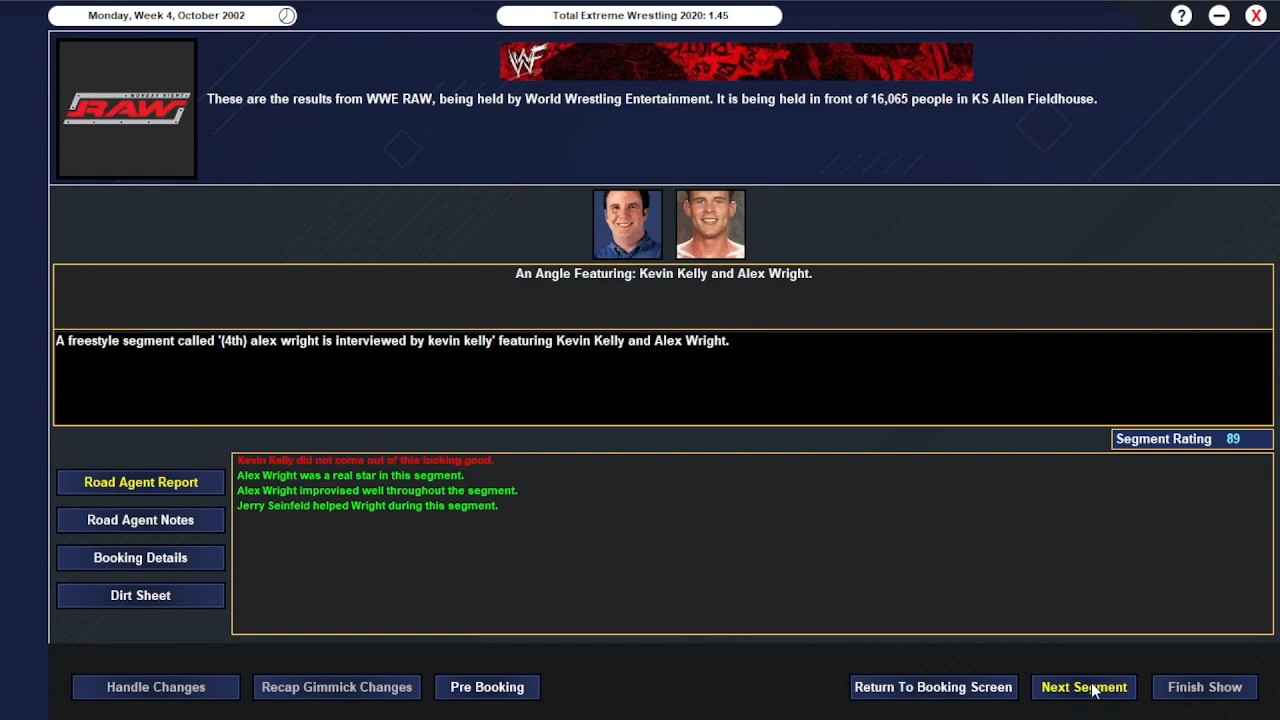 Monday, Week 4, October 2002
Total Extreme Wrestling 2020: 1.45
?
X
MONDAY NIGHT
RAW
These are the results from WWE RAW, being held by World Wrestling Entertainment. It is being held in front of 16,065 people in KS Allen Fieldhouse.
An Angle Featuring: Kevin Kelly and Alex Wright.
A freestyle segment called '(4th) alex wright is interviewed by kevin kelly' featuring Kevin Kelly and Alex Wright.
Segment Rating 89
Kevin Kelly did not come out of this looking good.
Alex Wright was a real star in this segment.
Alex Wright improvised well throughout the segment.
Jerry Seinfeld helped Wright during this segment.
Road Agent Report
Road Agent Notes
Booking Details
Dirt Sheet
Handle Changes
Recap Gimmick Changes
Pre Booking
Return To Booking Screen
Next Segment
Finish Show